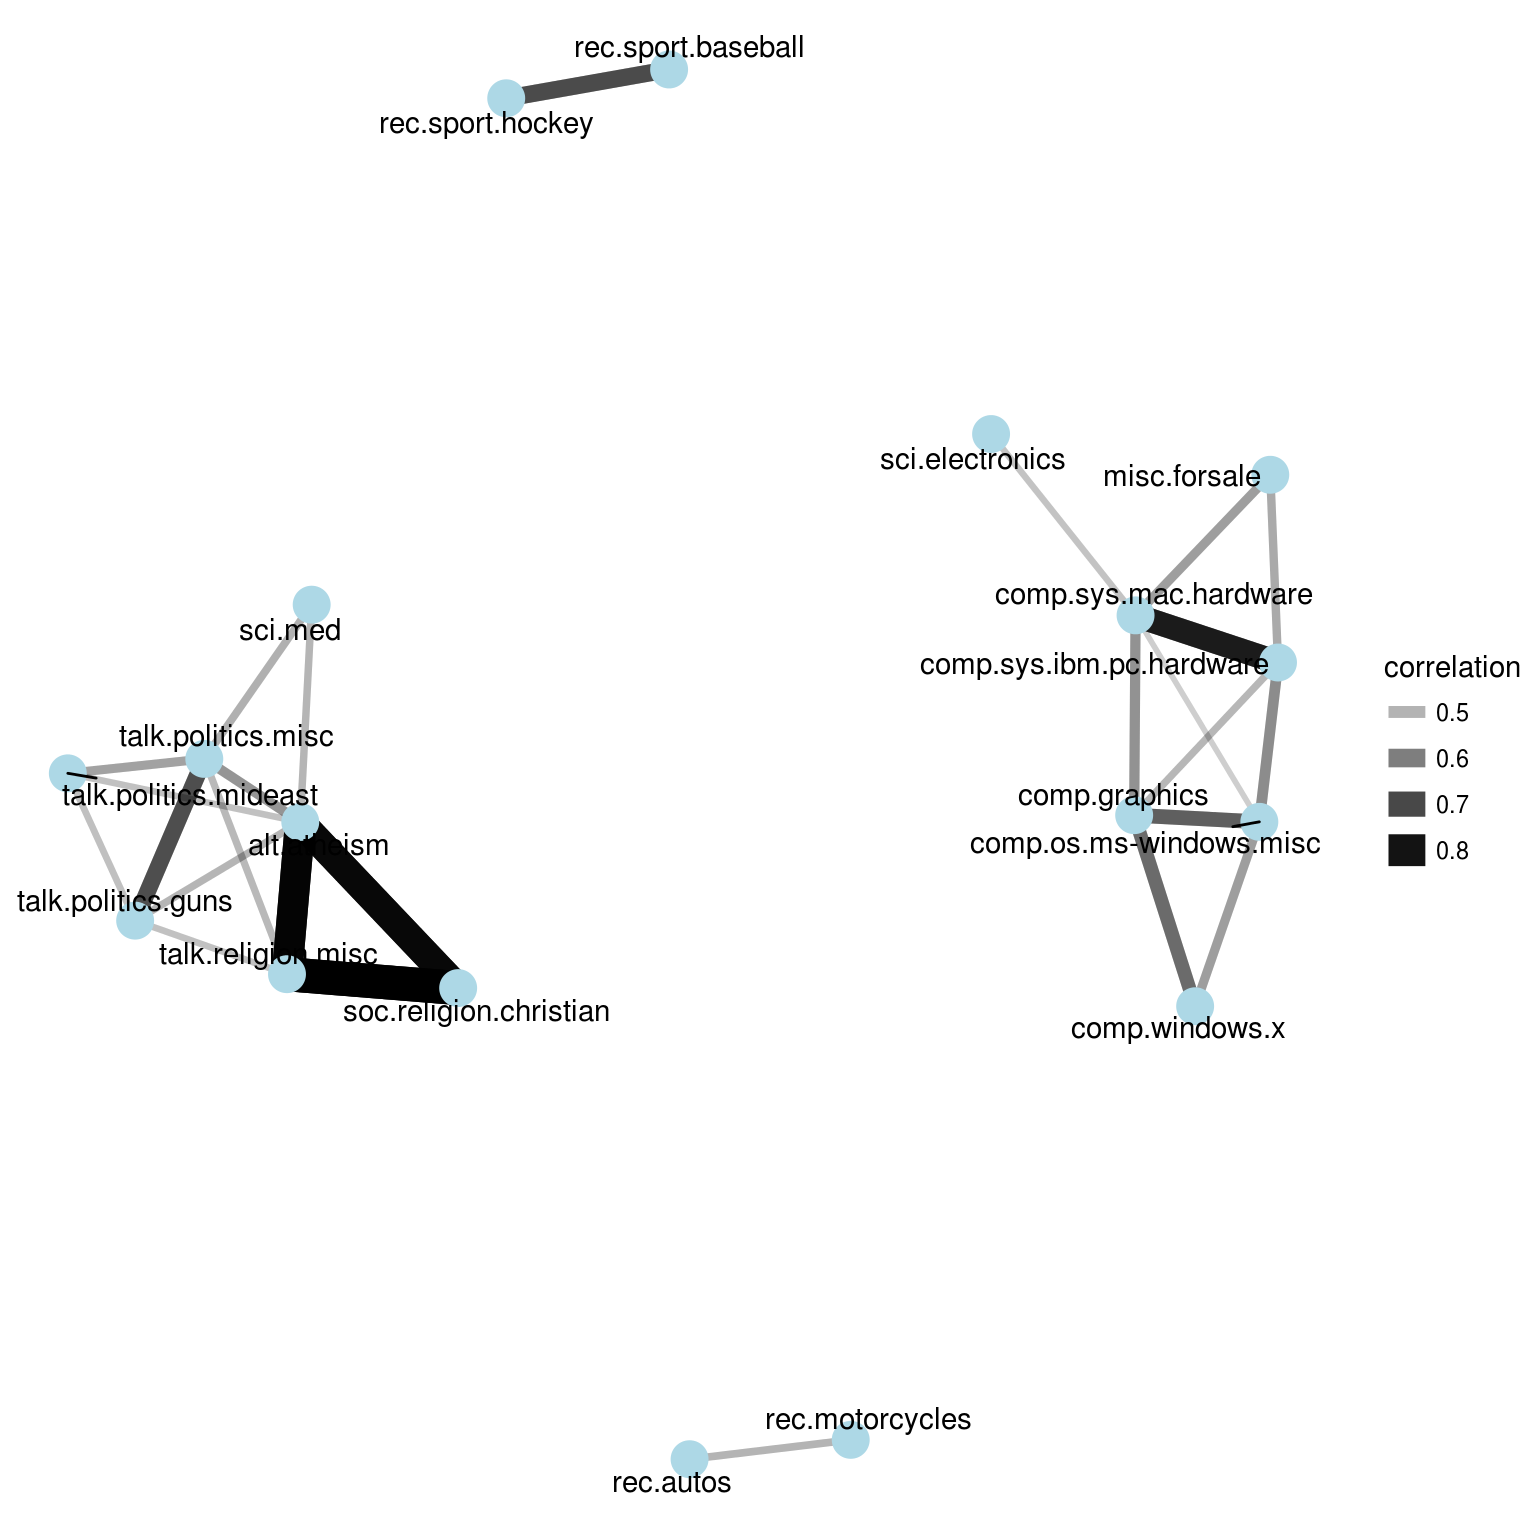 rec.sport.baseball
rec.sport.hockey
sci.electronics
misc.forsale
comp.sys.mac.hardware
comp.sys.ibm.pc.hardware
correlation
0.5
0.6
0.7
0.8
sci.med
talk.politics.misc
talk.politics.mideast
alt.atheism
comp.graphics
comp.os.ms-windows.misc
talk.politics.guns
talk.religion.misc
soc.religion.christian
comp.windows.x
rec.motorcycles
rec.autos